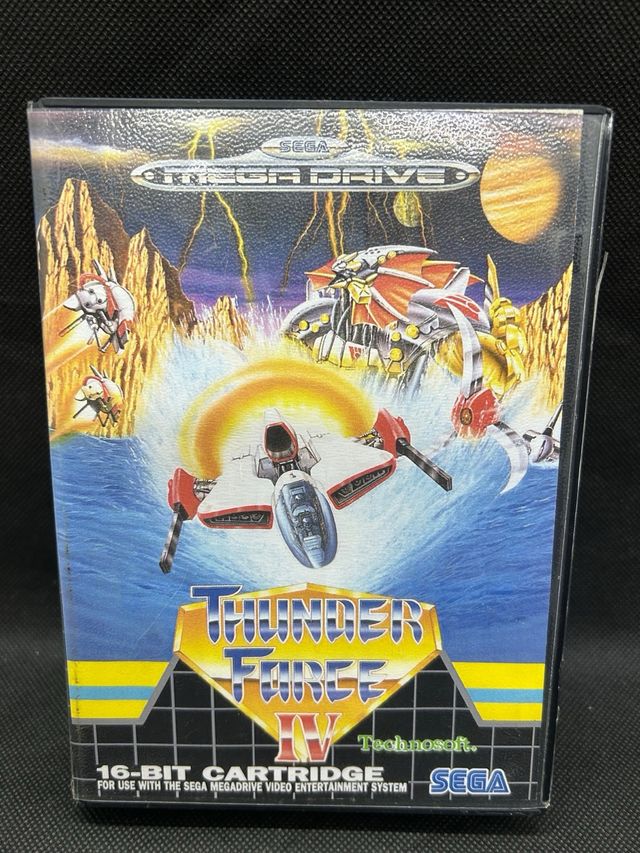 SEGA
MEGA DRIVE
THUNDER
FORCE
IV
Technosoft..
16-BIT CARTRIDGE
FOR USE WITH THE SEGA MEGADRIVE VIDEO ENTERTAINMENT SYSTEM
SEGA